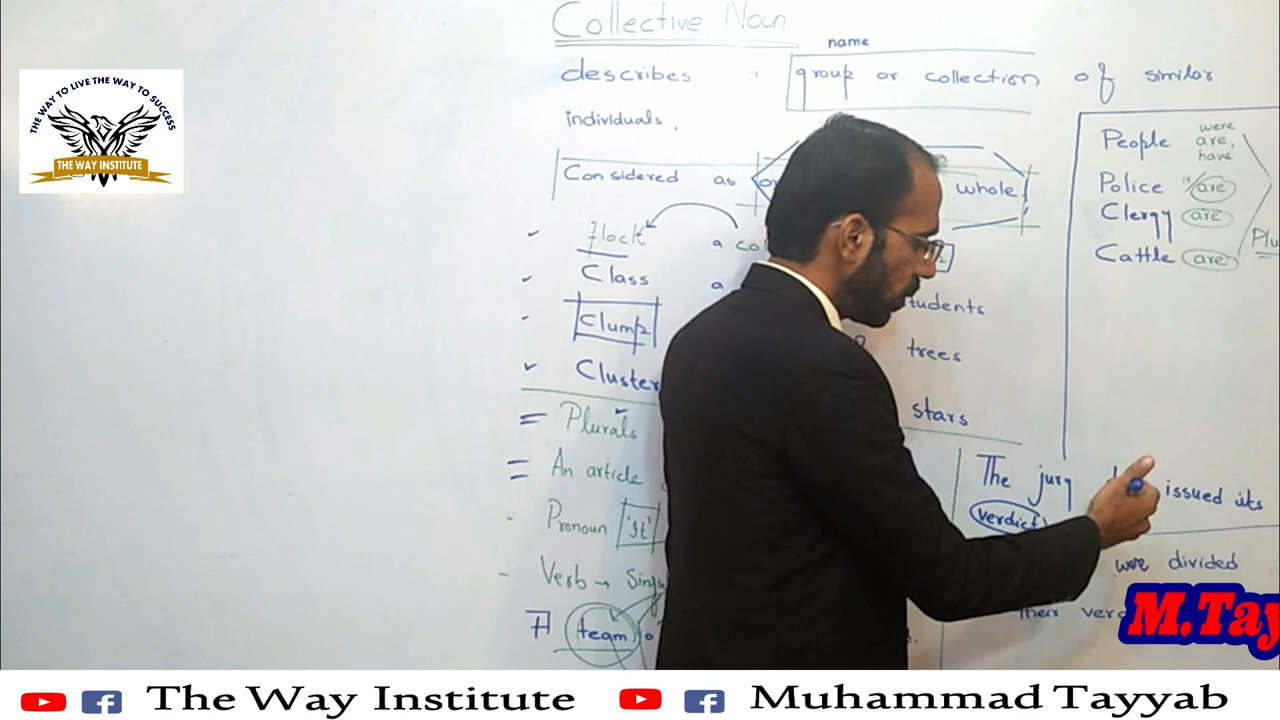 Collective Noun
name
describes a group or collection of similar
individuals.
Considered as whole
Flock a
Class a students
Clump trees
Cluster stars
Plurals
An article
Pronoun 'It'
Verb → Singu
A team
People were are, have
Police is/are
Clergy are
Cattle are
Plu
The jury issued its
verdict
were divided
Their verd
THE WAY TO LIVE THE WAY TO SUCCESS
THE WAY INSTITUTE
M.Tay
The Way Institute Muhammad Tayyab